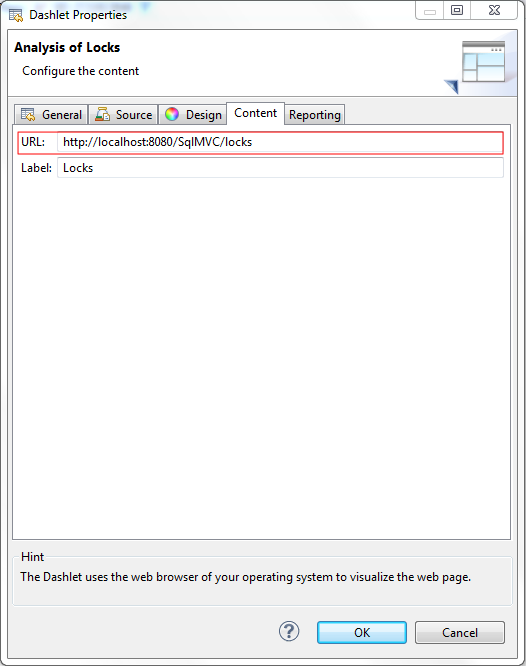 Dashlet Properties
Analysis of Locks
Configure the content
General Source Design Content Reporting
URL: http://localhost:8080/SqlMVC/locks
Label: Locks
Hint
The Dashlet uses the web browser of your operating system to visualize the web page.
? OK Cancel